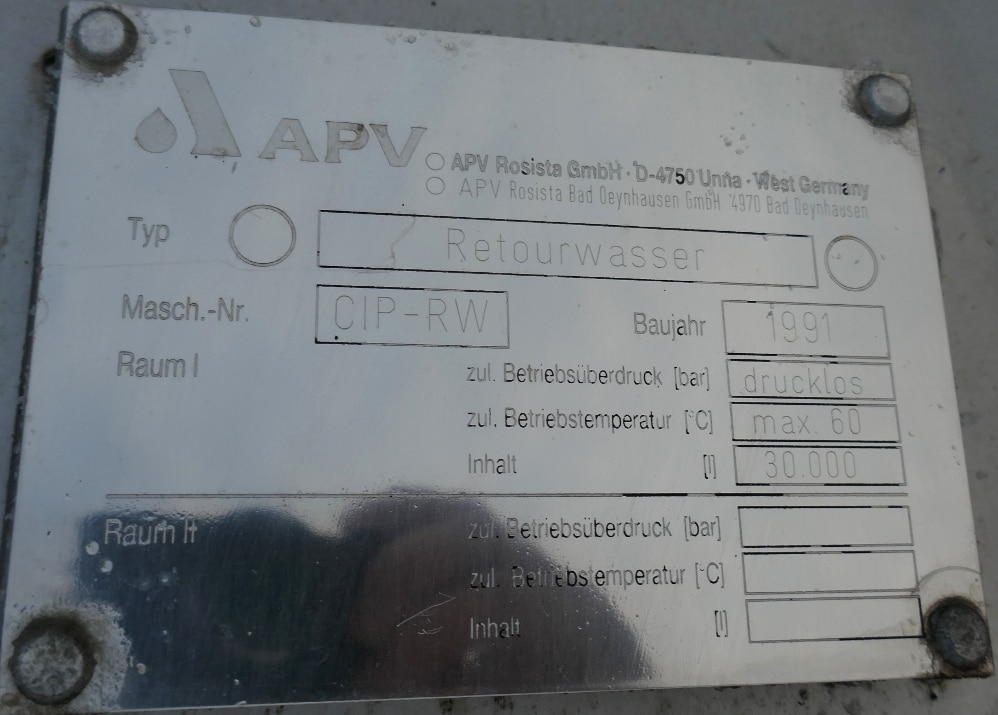 APV
APV Rosista GmbH · D-4750 Unna · West Germany
APV Rosista Bad Oeynhausen GmbH 4970 Bad Oeynhausen
Typ Retourwasser
Masch.-Nr. CIP-RW Baujahr 1991
Raum I zul. Betriebsüberdruck [bar] drucklos
zul. Betriebstemperatur [°C] max. 60
Inhalt [l] 30.000
Raum II zul. Betriebsüberdruck [bar]
zul. Betriebstemperatur [°C]
Inhalt [l]